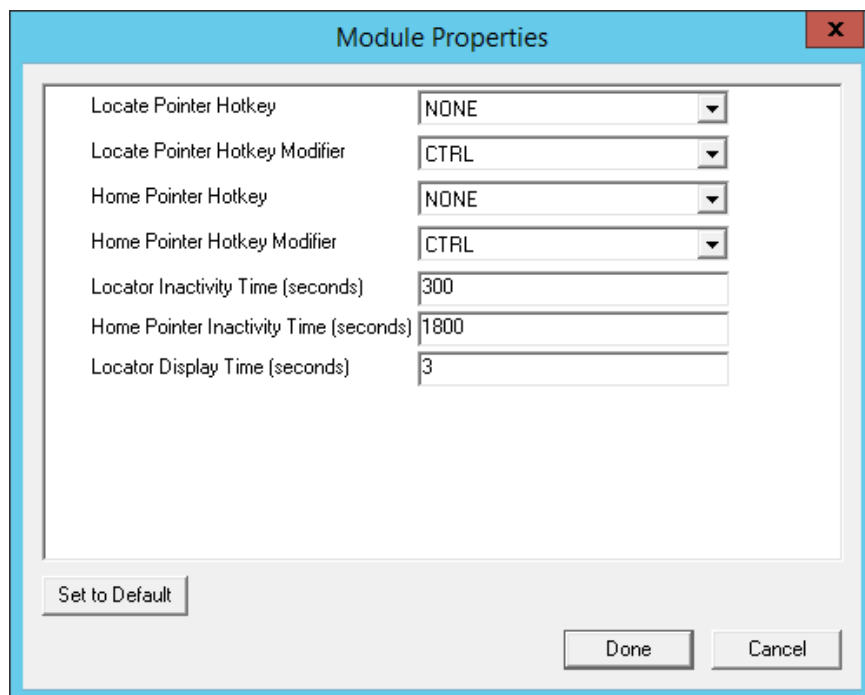 Module Properties
x
Locate Pointer Hotkey NONE
Locate Pointer Hotkey Modifier CTRL
Home Pointer Hotkey NONE
Home Pointer Hotkey Modifier CTRL
Locator Inactivity Time (seconds) 300
Home Pointer Inactivity Time (seconds) 1800
Locator Display Time (seconds) 3
Set to Default
Done Cancel